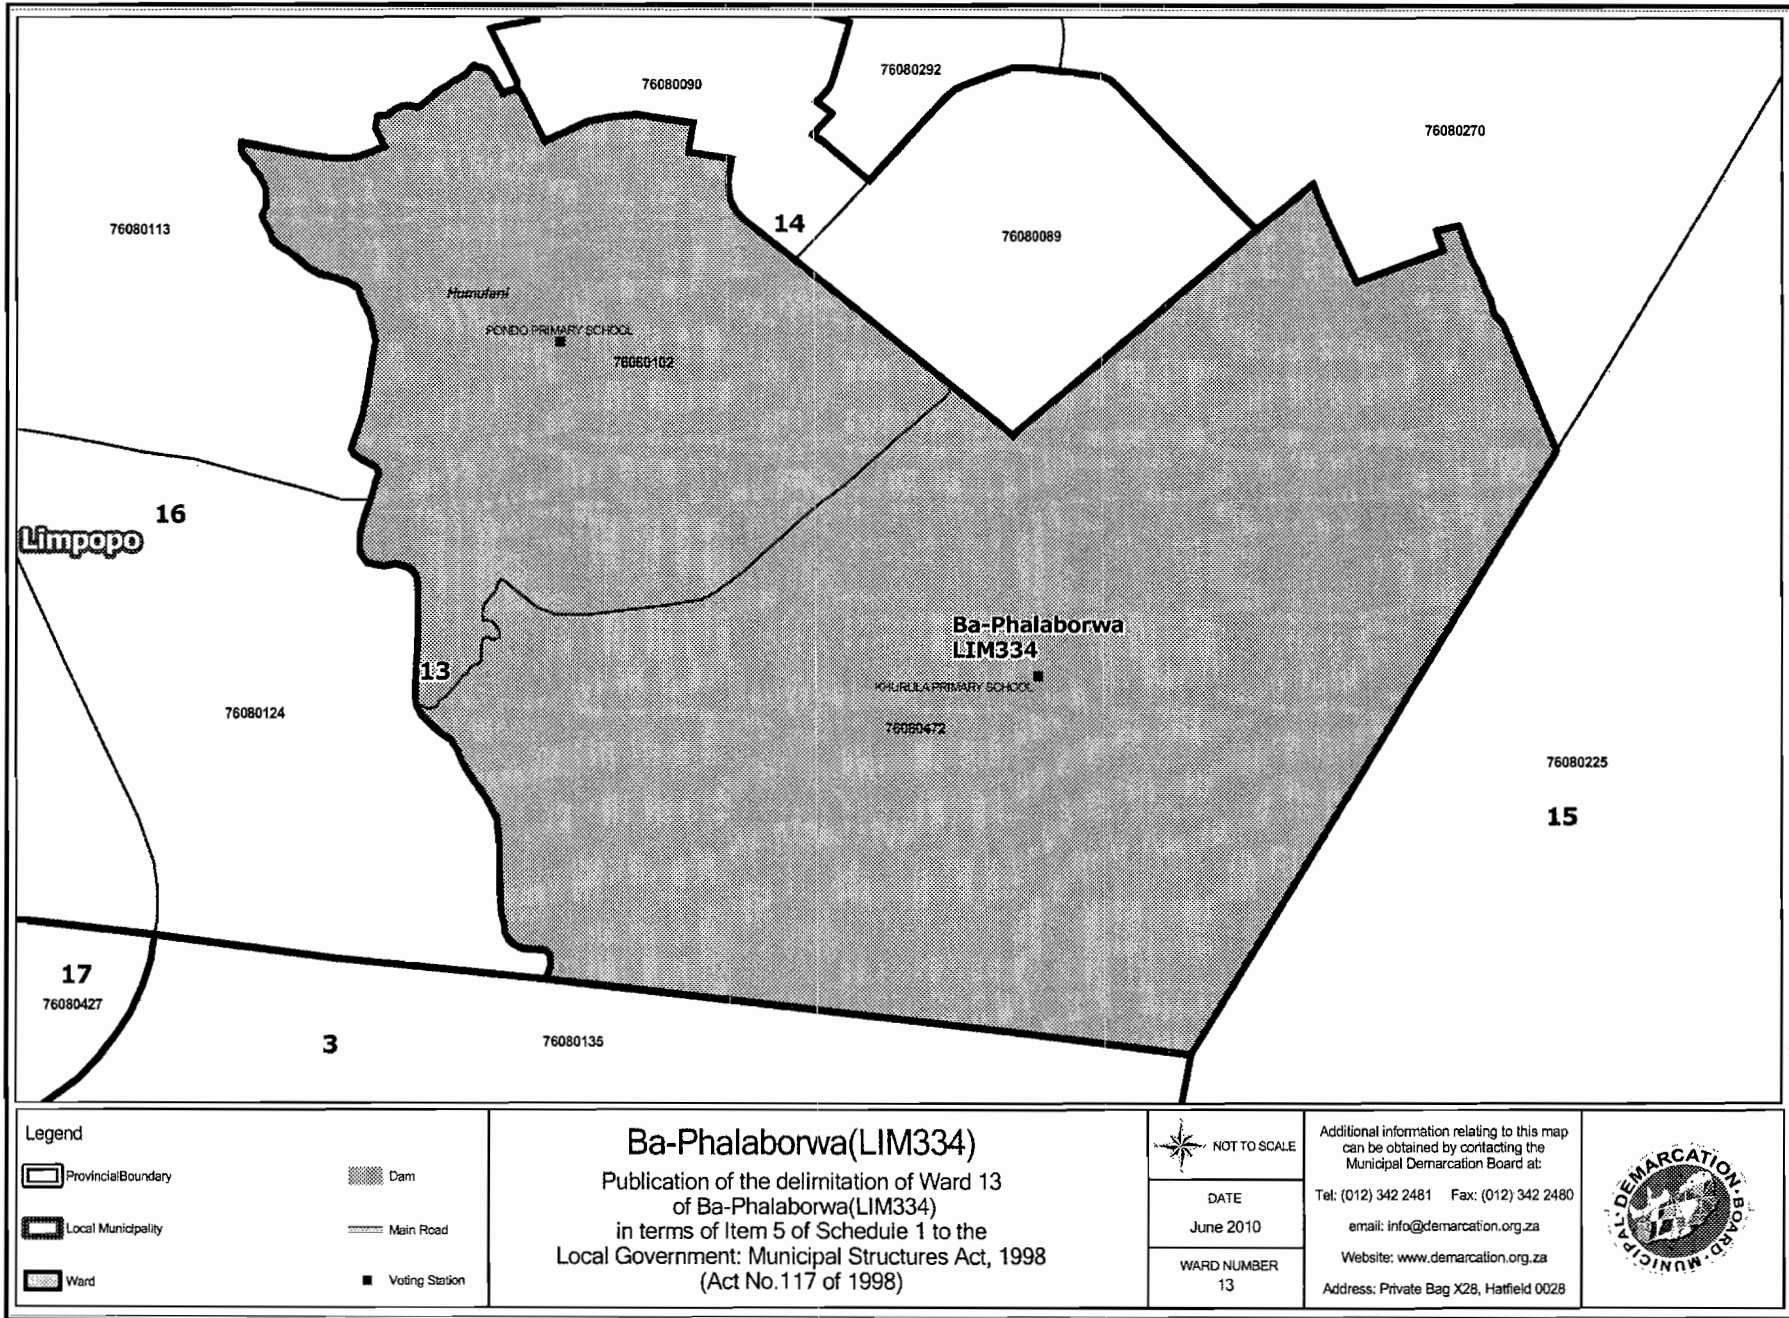 76080090
76080292
76080270
76080113
14
76080089
Humulani
PONDO PRIMARY SCHOOL
76080102
16
Limpopo
Ba-Phalaborwa
LIM334
13
KHURULA PRIMARY SCHOOL
76080124
76080472
76080225
15
17
76080427
3
76080135
Legend
Provincial Boundary
Local Municipality
Ward
Dam
Main Road
Voting Station
Ba-Phalaborwa(LIM334)
Publication of the delimitation of Ward 13
of Ba-Phalaborwa(LIM334)
in terms of Item 5 of Schedule 1 to the
Local Government: Municipal Structures Act, 1998
(Act No.117 of 1998)
NOT TO SCALE
DATE
June 2010
WARD NUMBER
13
Additional information relating to this map
can be obtained by contacting the
Municipal Demarcation Board at:
Tel: (012) 342 2481 Fax: (012) 342 2480
email: info@demarcation.org.za
Website: www.demarcation.org.za
Address: Private Bag X28, Hatfield 0028
MUNICIPAL DEMARCATION BOARD